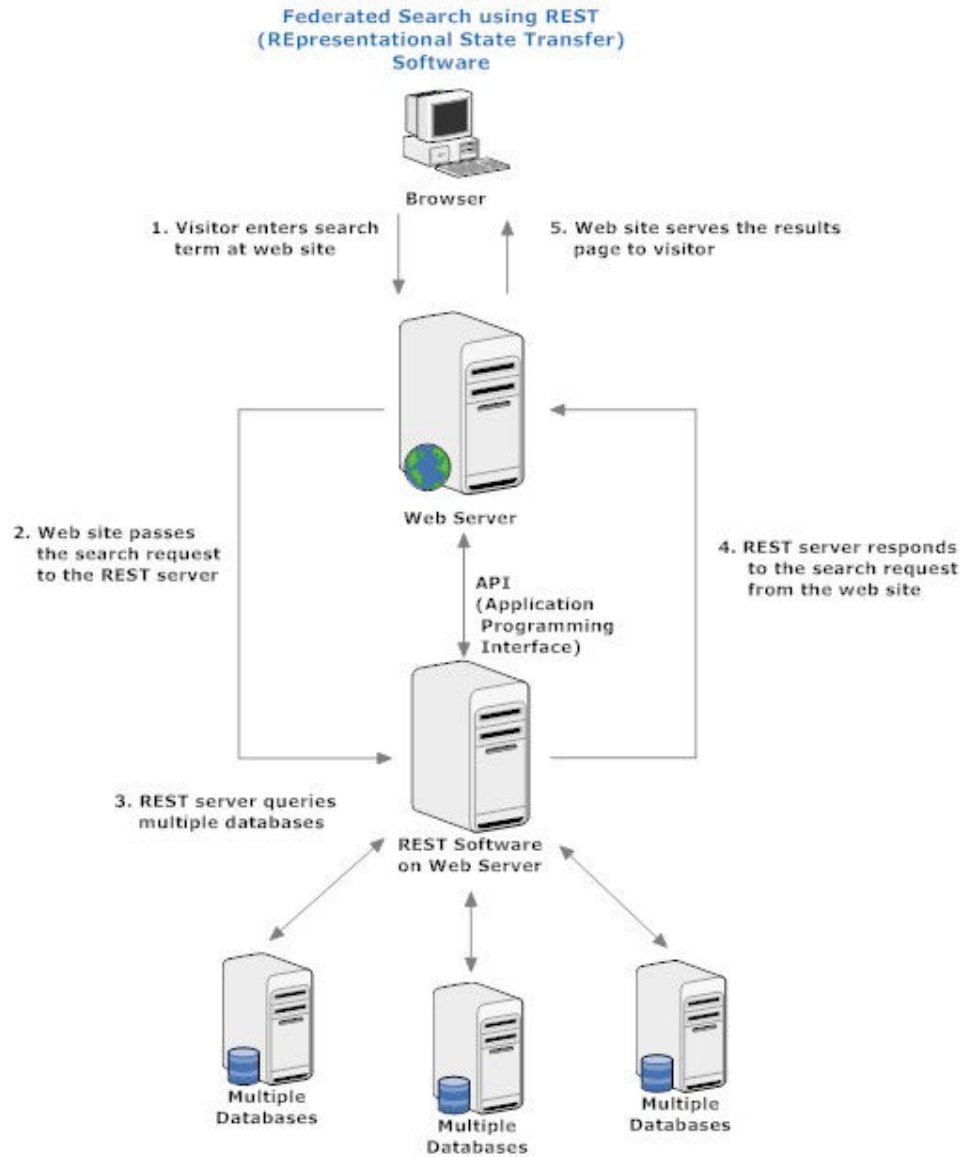 Federated Search using REST
(REpresentational State Transfer)
Software
Browser
1. Visitor enters search
term at web site
5. Web site serves the results
page to visitor
Web Server
2. Web site passes
the search request
to the REST server
API
(Application
Programming
Interface)
4. REST server responds
to the search request
from the web site
3. REST server queries
multiple databases
REST Software
on Web Server
Multiple
Databases
Multiple
Databases
Multiple
Databases